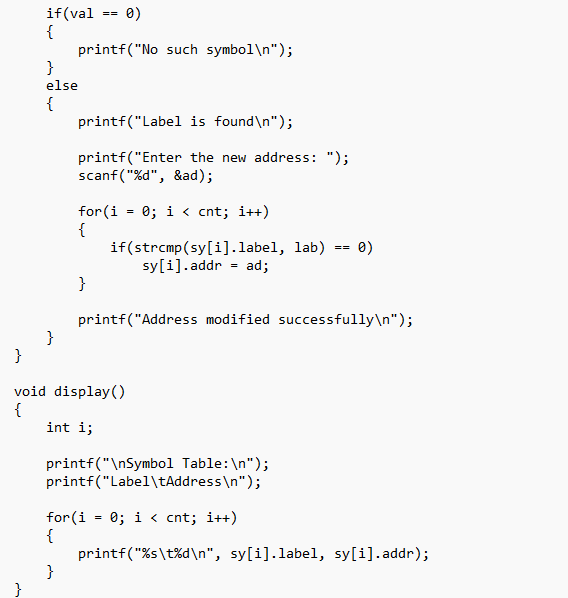 if(val == 0)
    {
        printf("No such symbol\n");
    }
    else
    {
        printf("Label is found\n");

        printf("Enter the new address: ");
        scanf("%d", &ad);

        for(i = 0; i < cnt; i++)
        {
            if(strcmp(sy[i].label, lab) == 0)
                sy[i].addr = ad;
        }

        printf("Address modified successfully\n");
    }
}

void display()
{
    int i;

    printf("\nSymbol Table:\n");
    printf("Label\tAddress\n");

    for(i = 0; i < cnt; i++)
    {
        printf("%s\t%d\n", sy[i].label, sy[i].addr);
    }
}